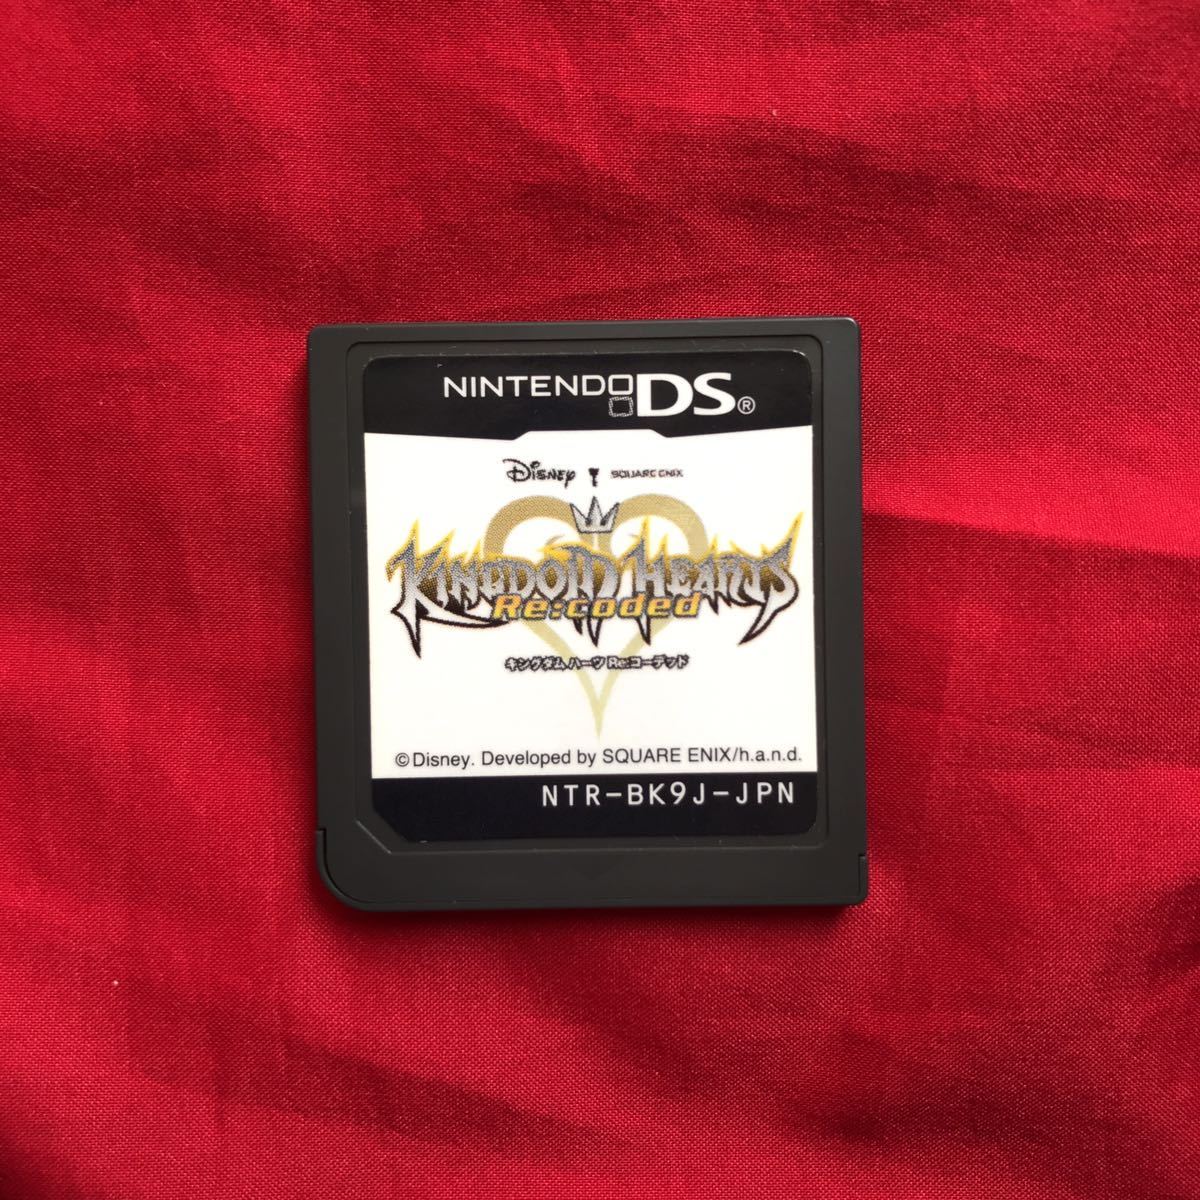 NINTENDO DS®
Disney SQUARE ENIX
KINGDOM HEARTS
Re:coded
キングダム ハーツ Re:コーデッド
©Disney. Developed by SQUARE ENIX/h.a.n.d.
NTR-BK9J-JPN